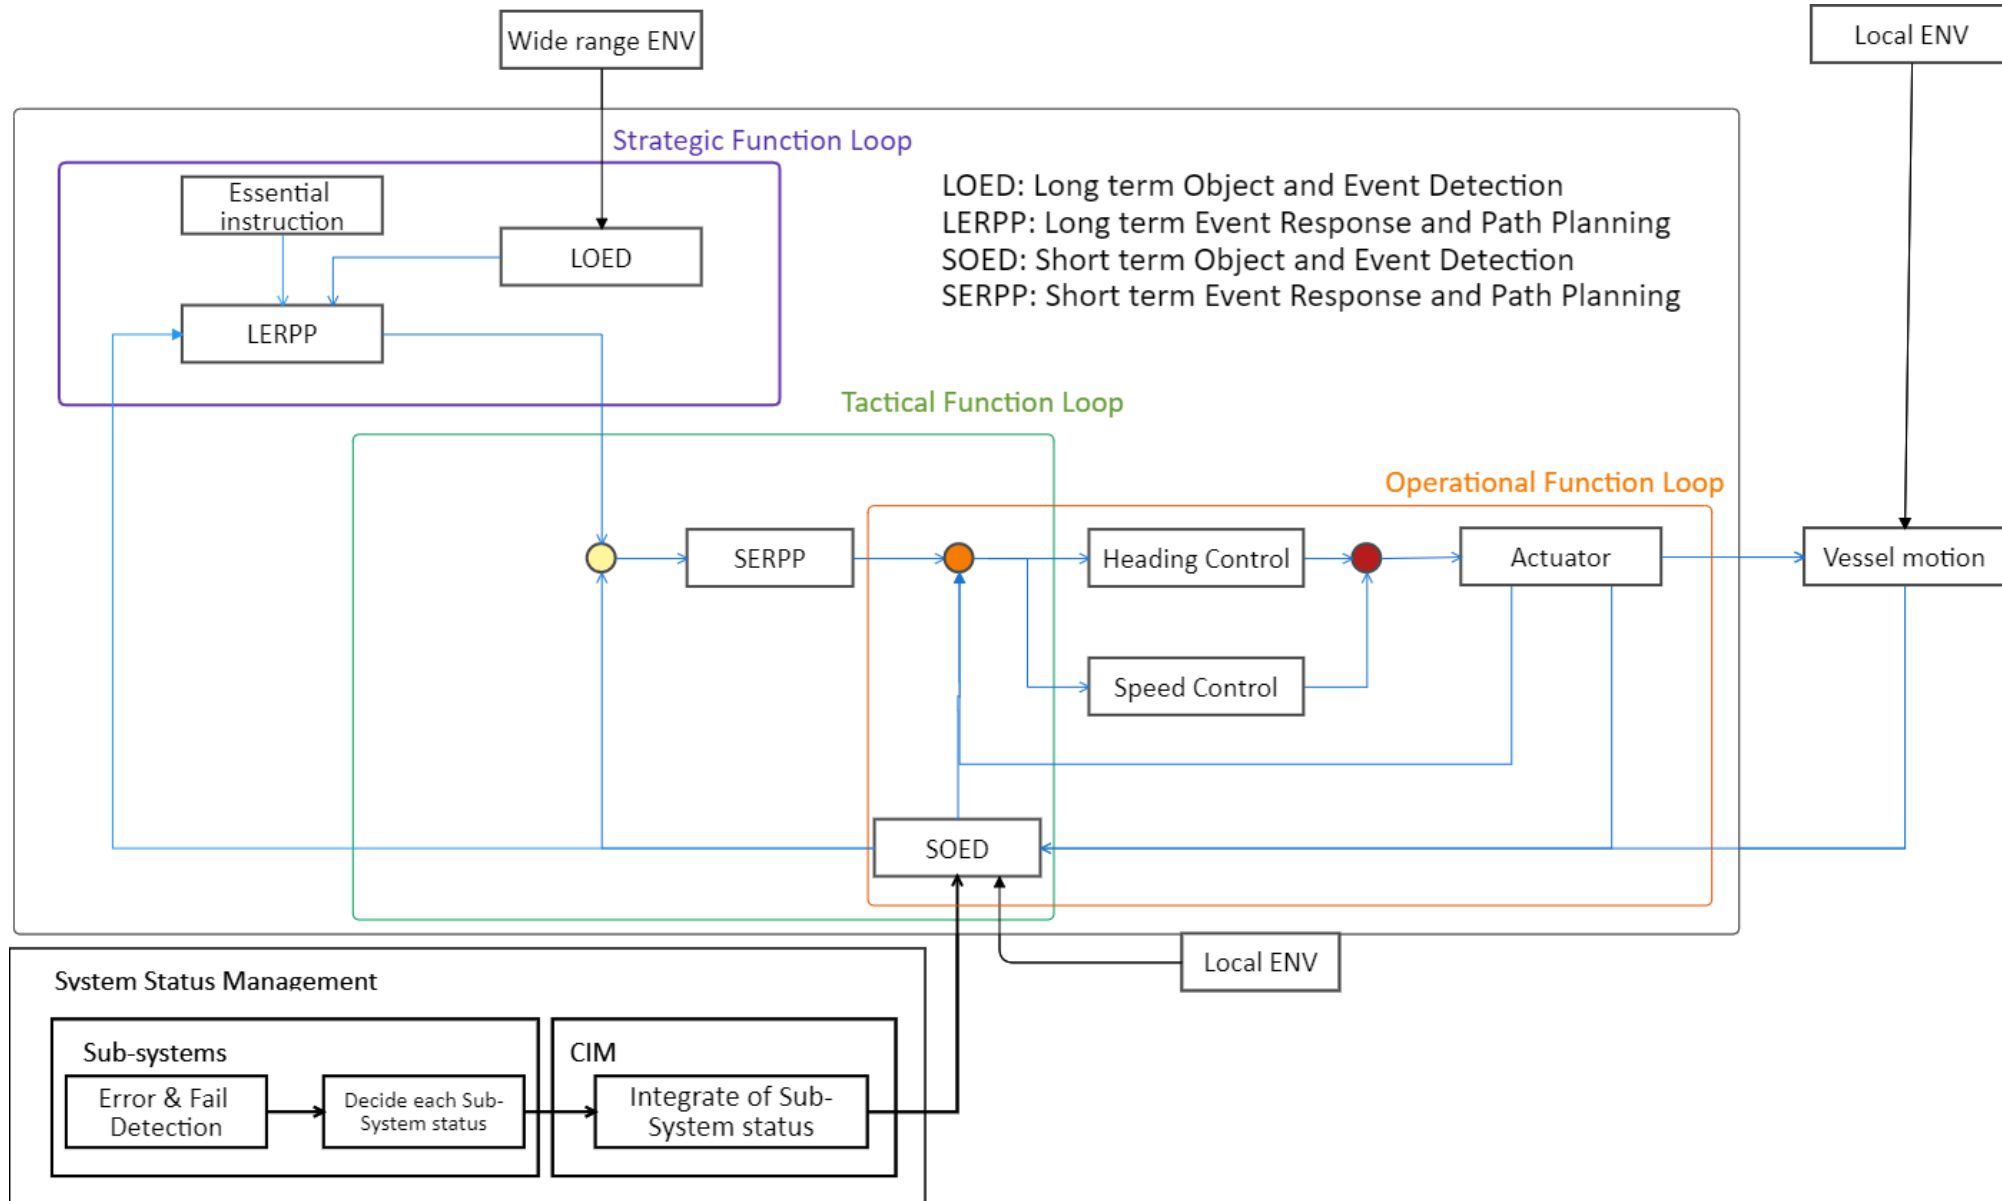 Wide range ENV
Local ENV
Strategic Function Loop
Essential
instruction
LOED
LERPP
LOED: Long term Object and Event Detection
LERPP: Long term Event Response and Path Planning
SOED: Short term Object and Event Detection
SERPP: Short term Event Response and Path Planning
Tactical Function Loop
Operational Function Loop
SERPP
Heading Control
Actuator
Vessel motion
Speed Control
SOED
Local ENV
System Status Management
Sub-systems
Error & Fail
Detection
Decide each Sub-
System status
CIM
Integrate of Sub-
System status